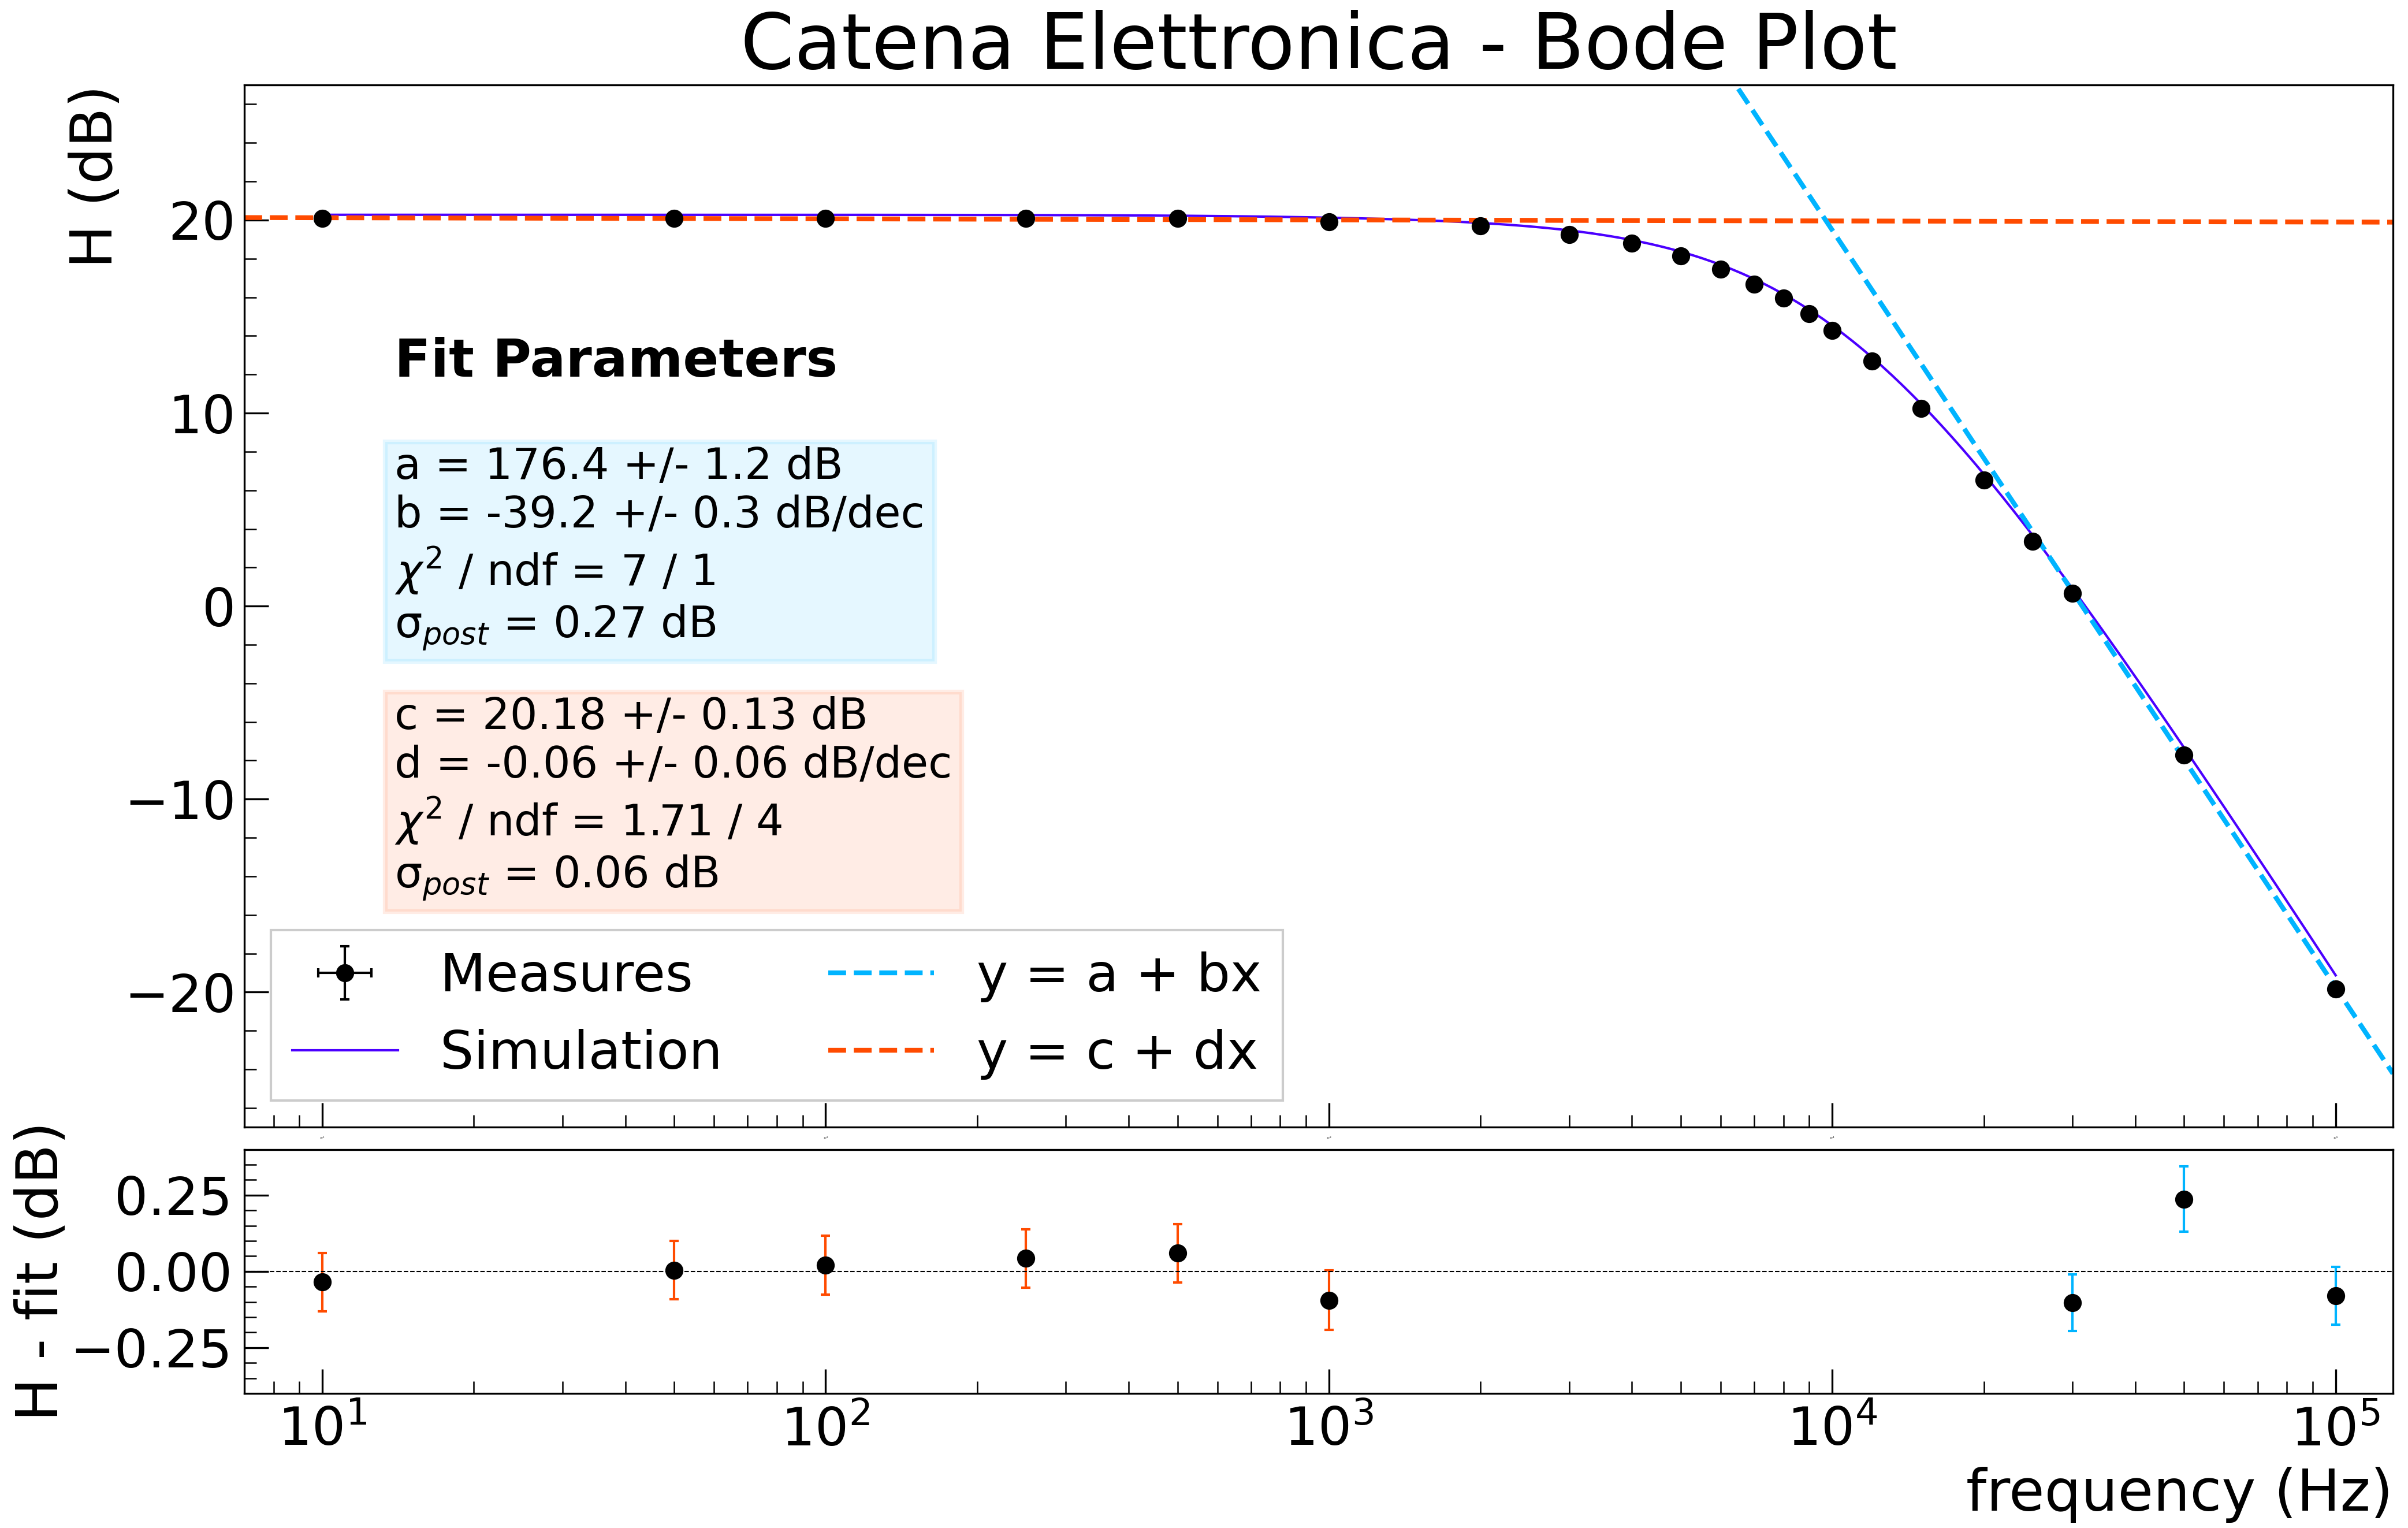 Catena Elettronica - Bode Plot
H (dB)
20
10
0
−10
−20
Fit Parameters
a = 176.4 +/- 1.2 dB
b = -39.2 +/- 0.3 dB/dec
χ² / ndf = 7 / 1
σpost = 0.27 dB
c = 20.18 +/- 0.13 dB
d = -0.06 +/- 0.06 dB/dec
χ² / ndf = 1.71 / 4
σpost = 0.06 dB
Measures
Simulation
y = a + bx
y = c + dx
H - fit (dB)
0.25
0.00
−0.25
10¹ 10² 10³ 10⁴ 10⁵
frequency (Hz)